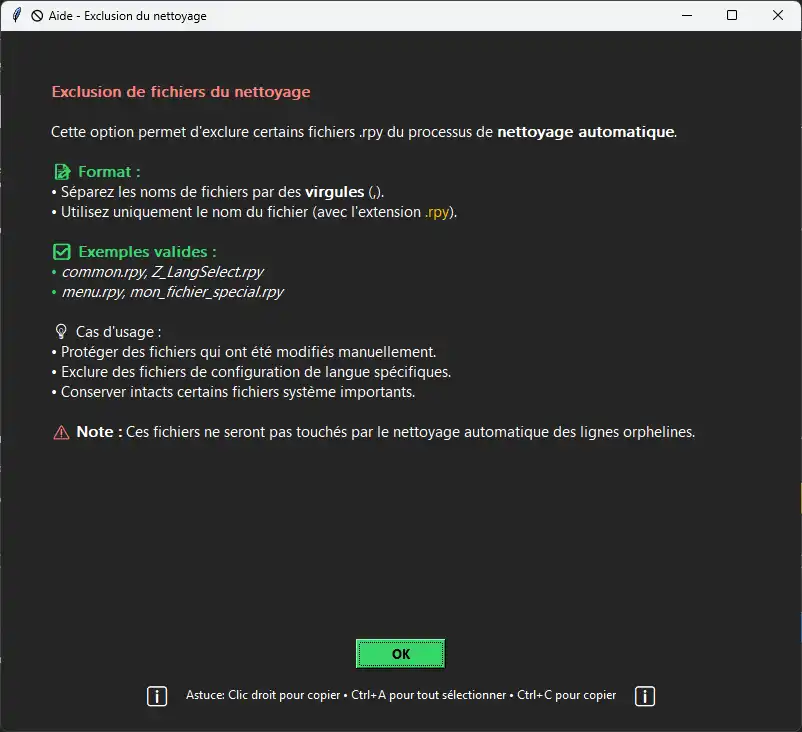 Aide - Exclusion du nettoyage
Exclusion de fichiers du nettoyage
Cette option permet d'exclure certains fichiers .rpy du processus de nettoyage automatique.
Format :
• Séparez les noms de fichiers par des virgules (,).
• Utilisez uniquement le nom du fichier (avec l'extension .rpy).
Exemples valides :
• common.rpy, Z_LangSelect.rpy
• menu.rpy, mon_fichier_special.rpy
Cas d'usage :
• Protéger des fichiers qui ont été modifiés manuellement.
• Exclure des fichiers de configuration de langue spécifiques.
• Conserver intacts certains fichiers système importants.
Note : Ces fichiers ne seront pas touchés par le nettoyage automatique des lignes orphelines.
OK
Astuce: Clic droit pour copier • Ctrl+A pour tout sélectionner • Ctrl+C pour copier